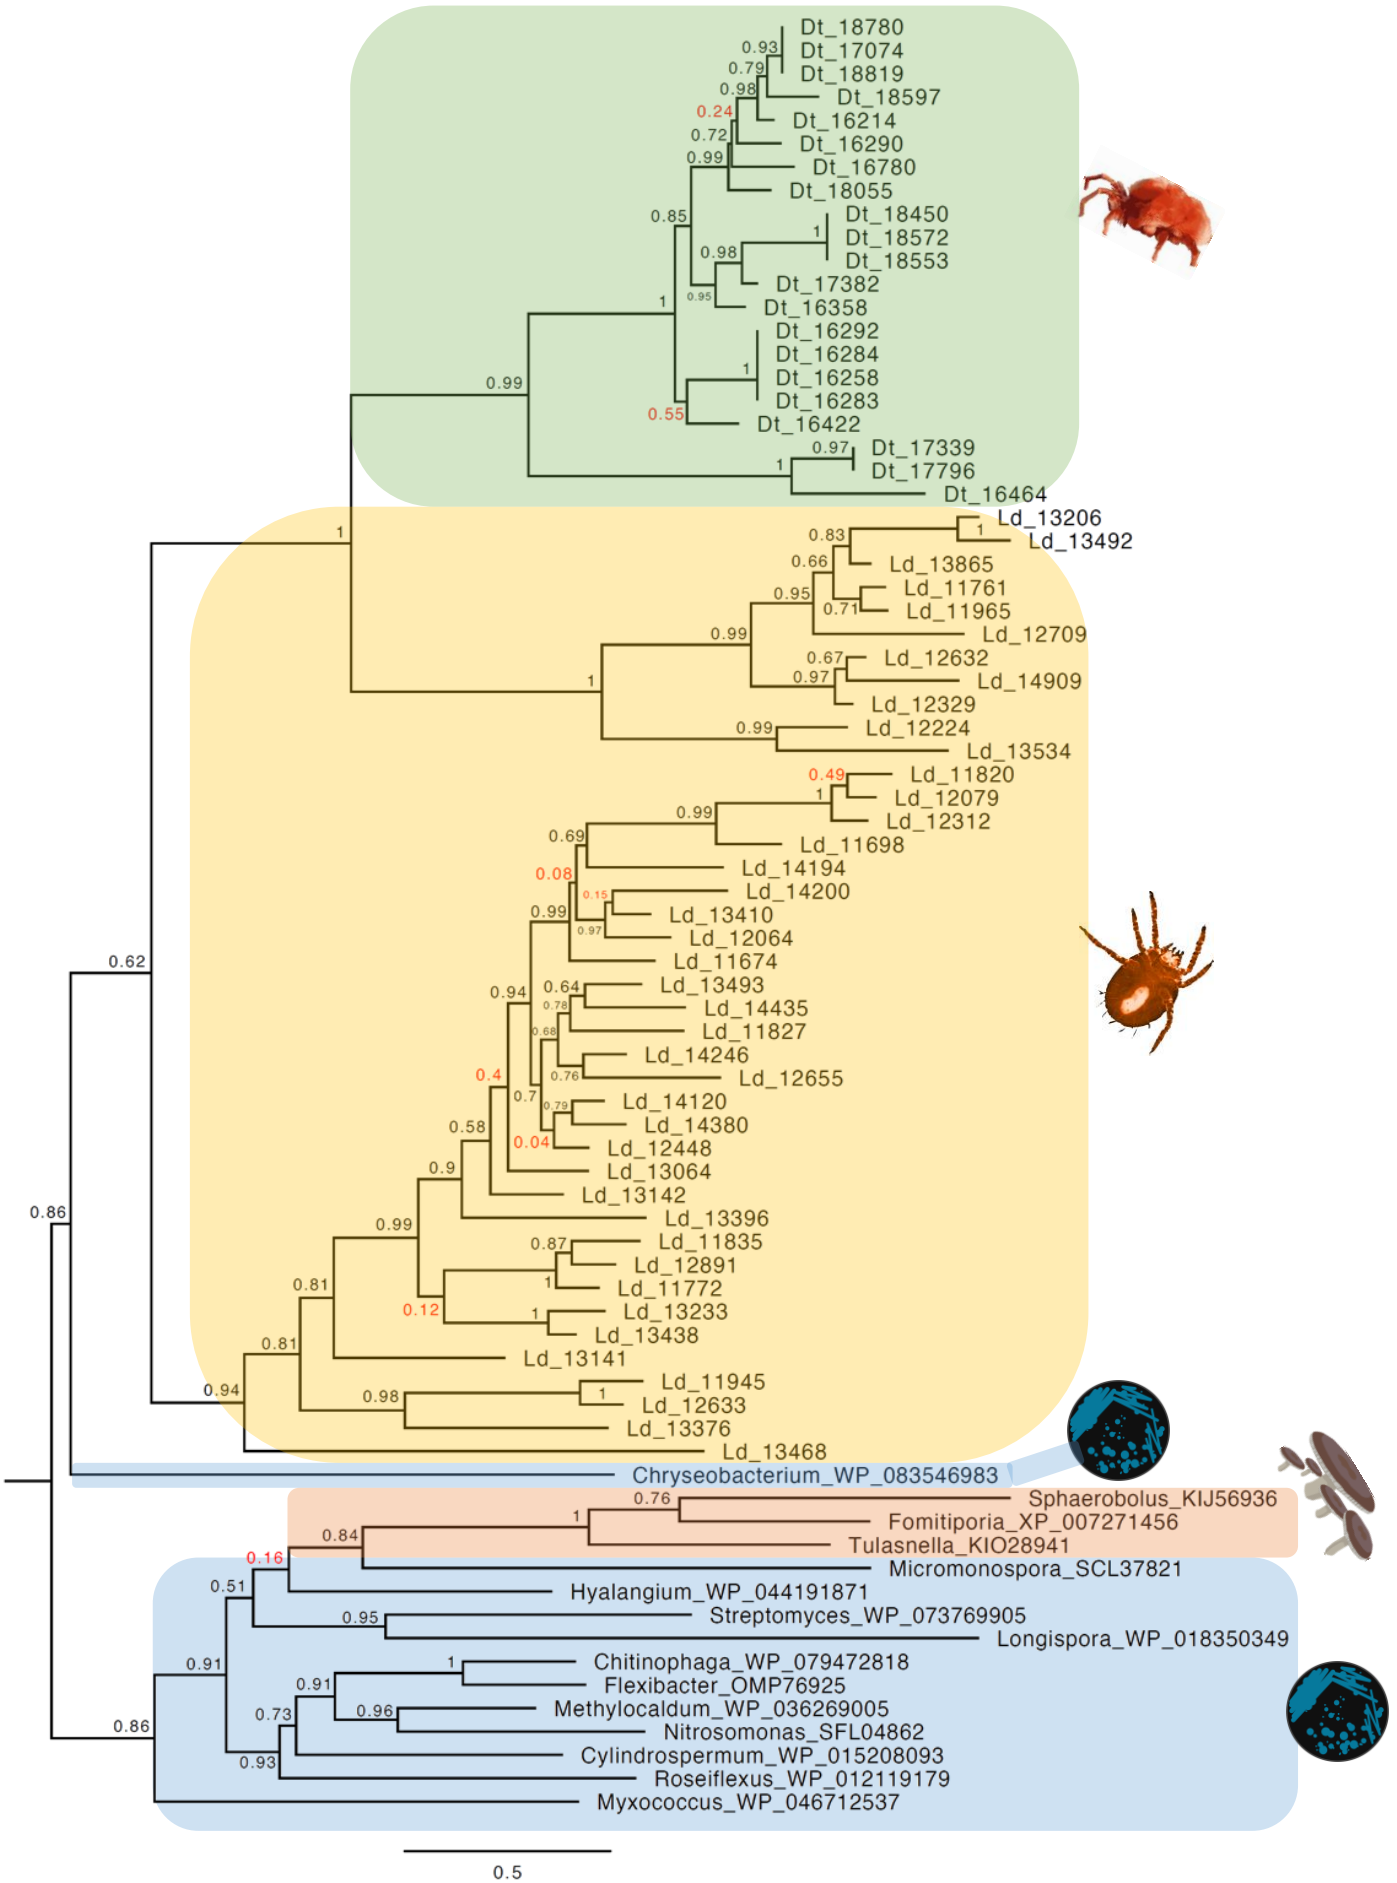 Dt_18780
0.93
Dt_17074
0.79
Dt_18819
0.98
Dt_18597
0.24
Dt_16214
0.72
Dt_16290
0.99
Dt_16780
Dt_18055
0.85
Dt_18450
1
Dt_18572
0.98
Dt_18553
Dt_17382
0.95
1
Dt_16358
Dt_16292
Dt_16284
1
Dt_16258
0.99
Dt_16283
0.55
Dt_16422
0.97
Dt_17339
1
Dt_17796
Dt_16464
Ld_13206
1
1
0.83
Ld_13492
0.66
Ld_13865
Ld_11761
0.95
0.71
Ld_11965
0.99
Ld_12709
0.67
Ld_12632
1
0.97
Ld_14909
Ld_12329
0.99
Ld_12224
Ld_13534
0.49
Ld_11820
1
Ld_12079
0.99
Ld_12312
0.69
Ld_11698
0.08
Ld_14194
0.15
Ld_14200
0.99
Ld_13410
0.97
Ld_12064
0.62
Ld_11674
0.94
0.64
Ld_13493
0.78
Ld_14435
0.68
Ld_11827
Ld_14246
0.4
0.76
Ld_12655
0.7
0.79
Ld_14120
0.58
Ld_14380
0.04
Ld_12448
0.9
Ld_13064
Ld_13142
0.86
0.99
Ld_13396
0.87
Ld_11835
Ld_12891
0.81
1
Ld_11772
0.12
1
Ld_13233
0.81
Ld_13438
Ld_13141
0.94
0.98
Ld_11945
1
Ld_12633
Ld_13376
Ld_13468
Chryseobacterium_WP_083546983
0.76
Sphaerobolus_KIJ56936
1
Fomitiporia_XP_007271456
0.84
Tulasnella_KIO28941
0.16
Micromonospora_SCL37821
0.51
Hyalangium_WP_044191871
0.95
Streptomyces_WP_073769905
Longispora_WP_018350349
0.91
1
Chitinophaga_WP_079472818
0.91
Flexibacter_OMP76925
0.73
0.96
Methylocaldum_WP_036269005
0.86
Nitrosomonas_SFL04862
0.93
Cylindrospermum_WP_015208093
Roseiflexus_WP_012119179
Myxococcus_WP_046712537
0.5